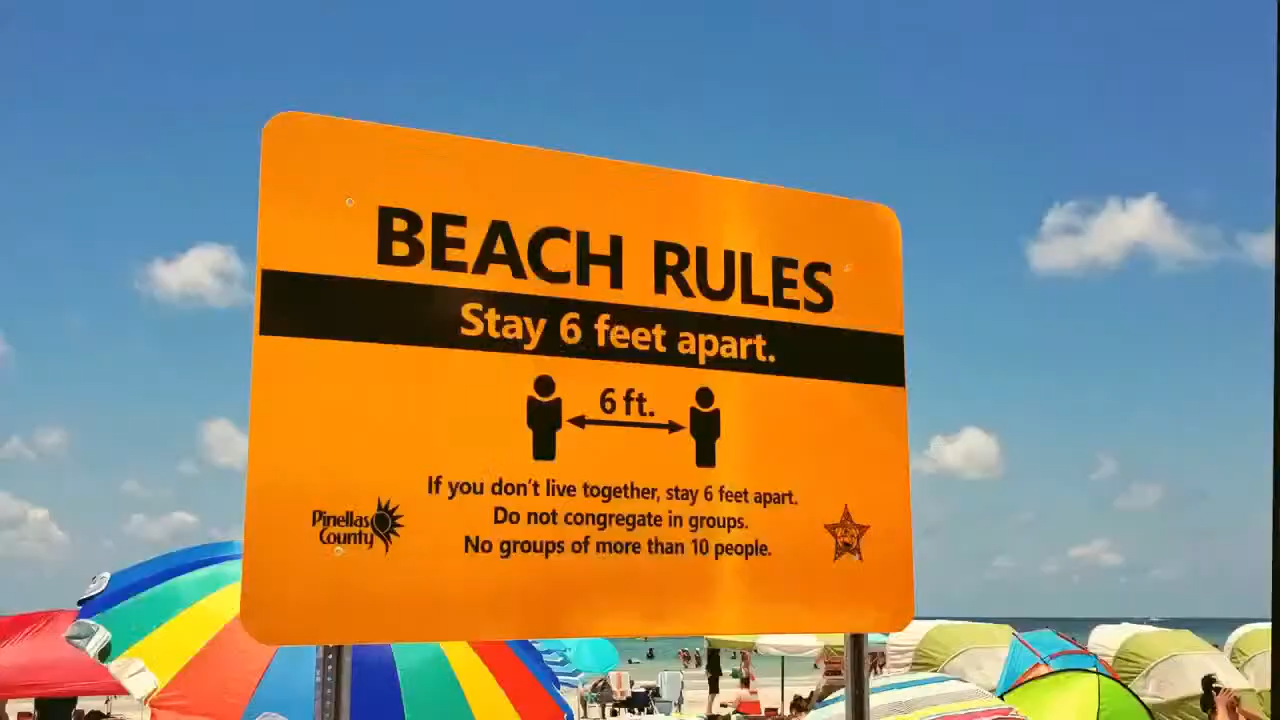 BEACH RULES
Stay 6 feet apart.
6 ft.
If you don't live together, stay 6 feet apart.
Do not congregate in groups.
No groups of more than 10 people.
Pinellas
County